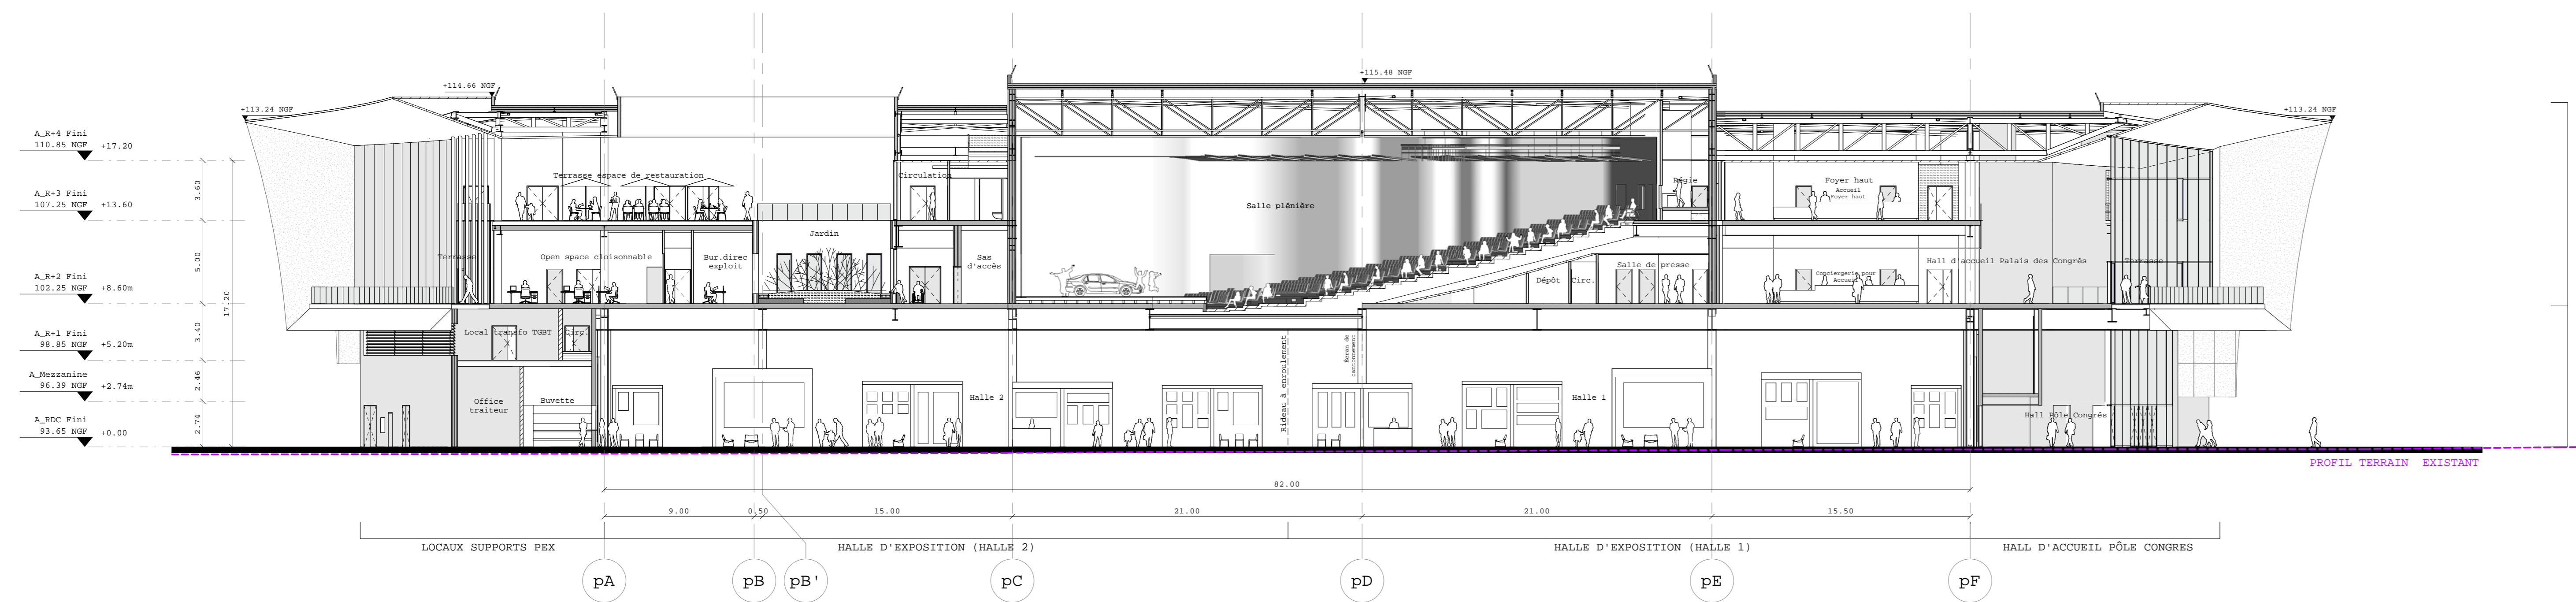 +115.48 NGF
+114.66 NGF
+113.24 NGF
+113.24 NGF
A_R+4 Fini
110.85 NGF +17.20
A_R+3 Fini
107.25 NGF +13.60
A_R+2 Fini
102.25 NGF +8.60m
A_R+1 Fini
98.85 NGF +5.20m
A_Mezzanine
96.39 NGF +2.74m
A_RDC Fini
93.65 NGF +0.00
3.60
5.00
3.40
2.46
2.74
17.20
Terrasse espace de restauration
Circulation
Salle plénière
Régie
Foyer haut
Accueil
Foyer haut
Jardin
Terrasse
Open space cloisonnable
Bur.direc
exploit
Sas
d'accès
Dépôt
Circ.
Salle de presse
Conciergerie pour
Accueil
Hall d'accueil Palais des Congrès
Terrasse
Local transfo TGBT
Circ.
Office
traiteur
Buvette
Halle 2
Rideau à enroulement
Écran de
cantonnement
Halle 1
Hall Pôle Congrés
PROFIL TERRAIN EXISTANT
82.00
9.00
0.50
15.00
21.00
21.00
15.50
LOCAUX SUPPORTS PEX
HALLE D'EXPOSITION (HALLE 2)
HALLE D'EXPOSITION (HALLE 1)
HALL D'ACCUEIL PÔLE CONGRES
pA
pB
pB'
pC
pD
pE
pF